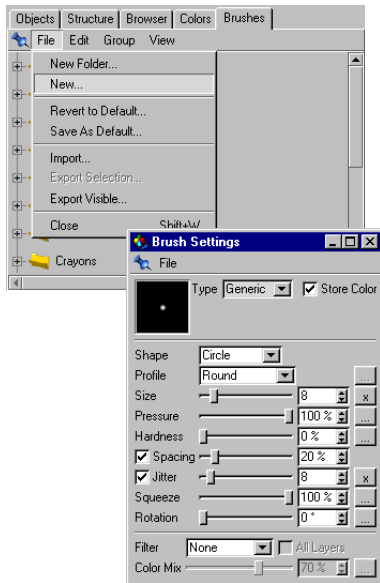 Objects Structure Browser Colors Brushes
File Edit Group View
New Folder...
New...
Revert to Default...
Save As Default...
Import...
Export Selection...
Export Visible...
Close Shift+W
Crayons
Brush Settings
File
Type Generic Store Color
Shape Circle
Profile Round ...
Size 8 x
Pressure 100 % ...
Hardness 0 % ...
Spacing 20 %
Jitter 8 x
Squeeze 100 % ...
Rotation 0 ° ...
Filter None All Layers
Color Mix 70 % ...